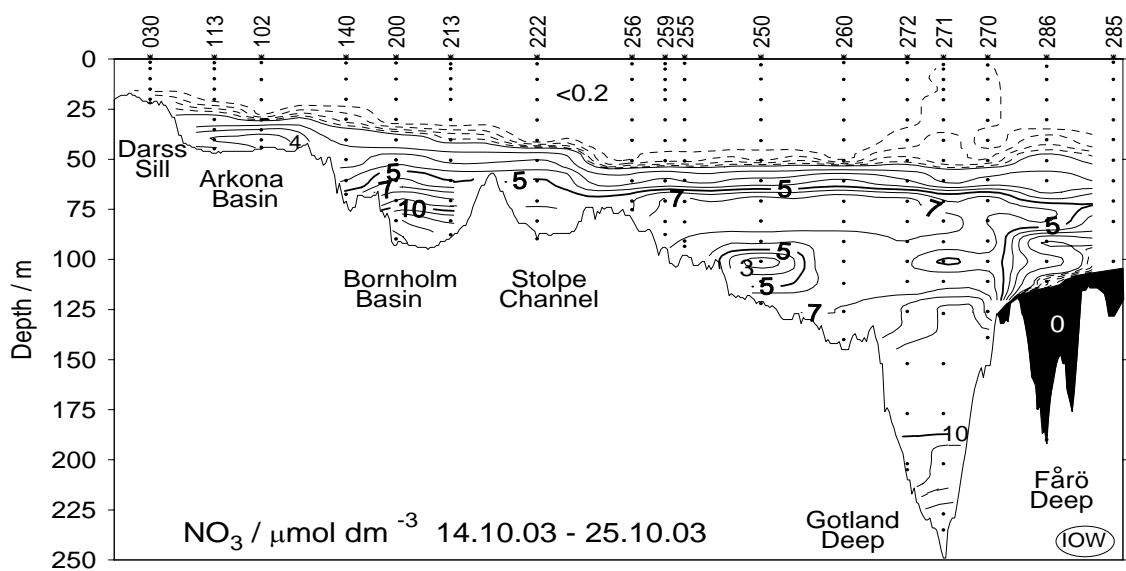 030 113 102 140 200 213 222 256 259 255 250 260 272 271 270 286 285
0
<0.2
25
4
Darss
Sill
50
Arkona
Basin
5 5 5
7 7 7
75
10
5
100
5
3
Bornholm
Basin
Stolpe
Channel
5
125
7
0
150
175
10
200
225
Fårö
Deep
Gotland
Deep
NO3 / μmol dm -3 14.10.03 - 25.10.03
IOW
250
Depth / m